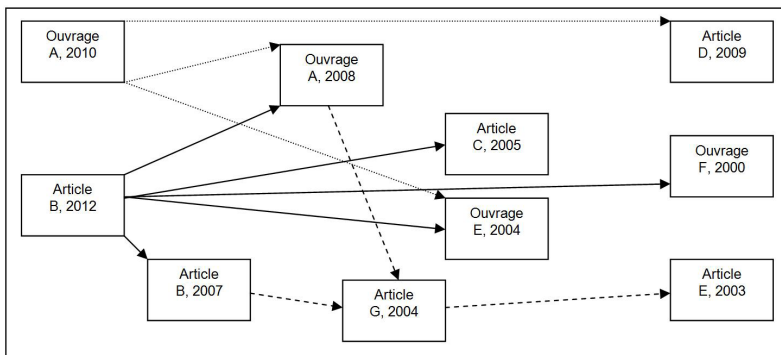 Ouvrage
A, 2010
Article
D, 2009
Ouvrage
A, 2008
Article
C, 2005
Ouvrage
F, 2000
Article
B, 2012
Ouvrage
E, 2004
Article
B, 2007
Article
G, 2004
Article
E, 2003